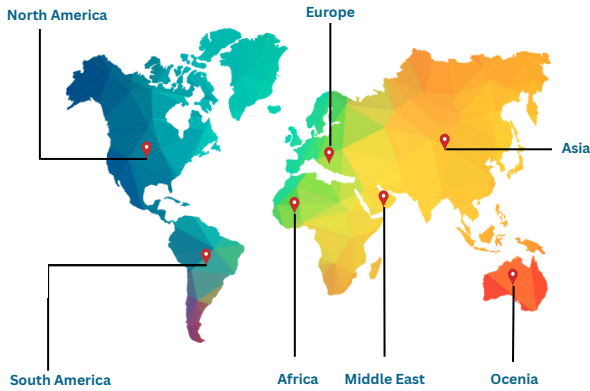 North America
Europe
Asia
South America
Africa
Middle East
Ocenia